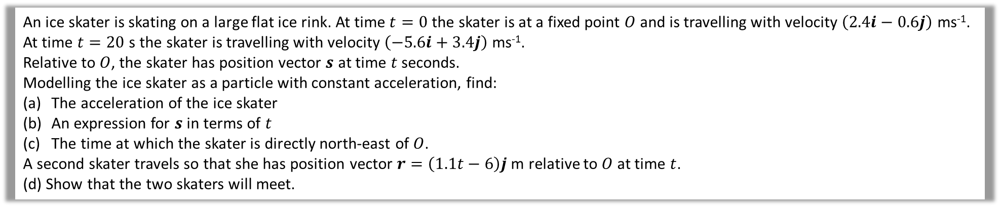 An ice skater is skating on a large flat ice rink. At time t = 0 the skater is at a fixed point O and is travelling with velocity (2.4i − 0.6j) ms⁻¹.
At time t = 20 s the skater is travelling with velocity (−5.6i + 3.4j) ms⁻¹.
Relative to O, the skater has position vector s at time t seconds.
Modelling the ice skater as a particle with constant acceleration, find:
(a) The acceleration of the ice skater
(b) An expression for s in terms of t
(c) The time at which the skater is directly north-east of O.
A second skater travels so that she has position vector r = (1.1t − 6)j m relative to O at time t.
(d) Show that the two skaters will meet.